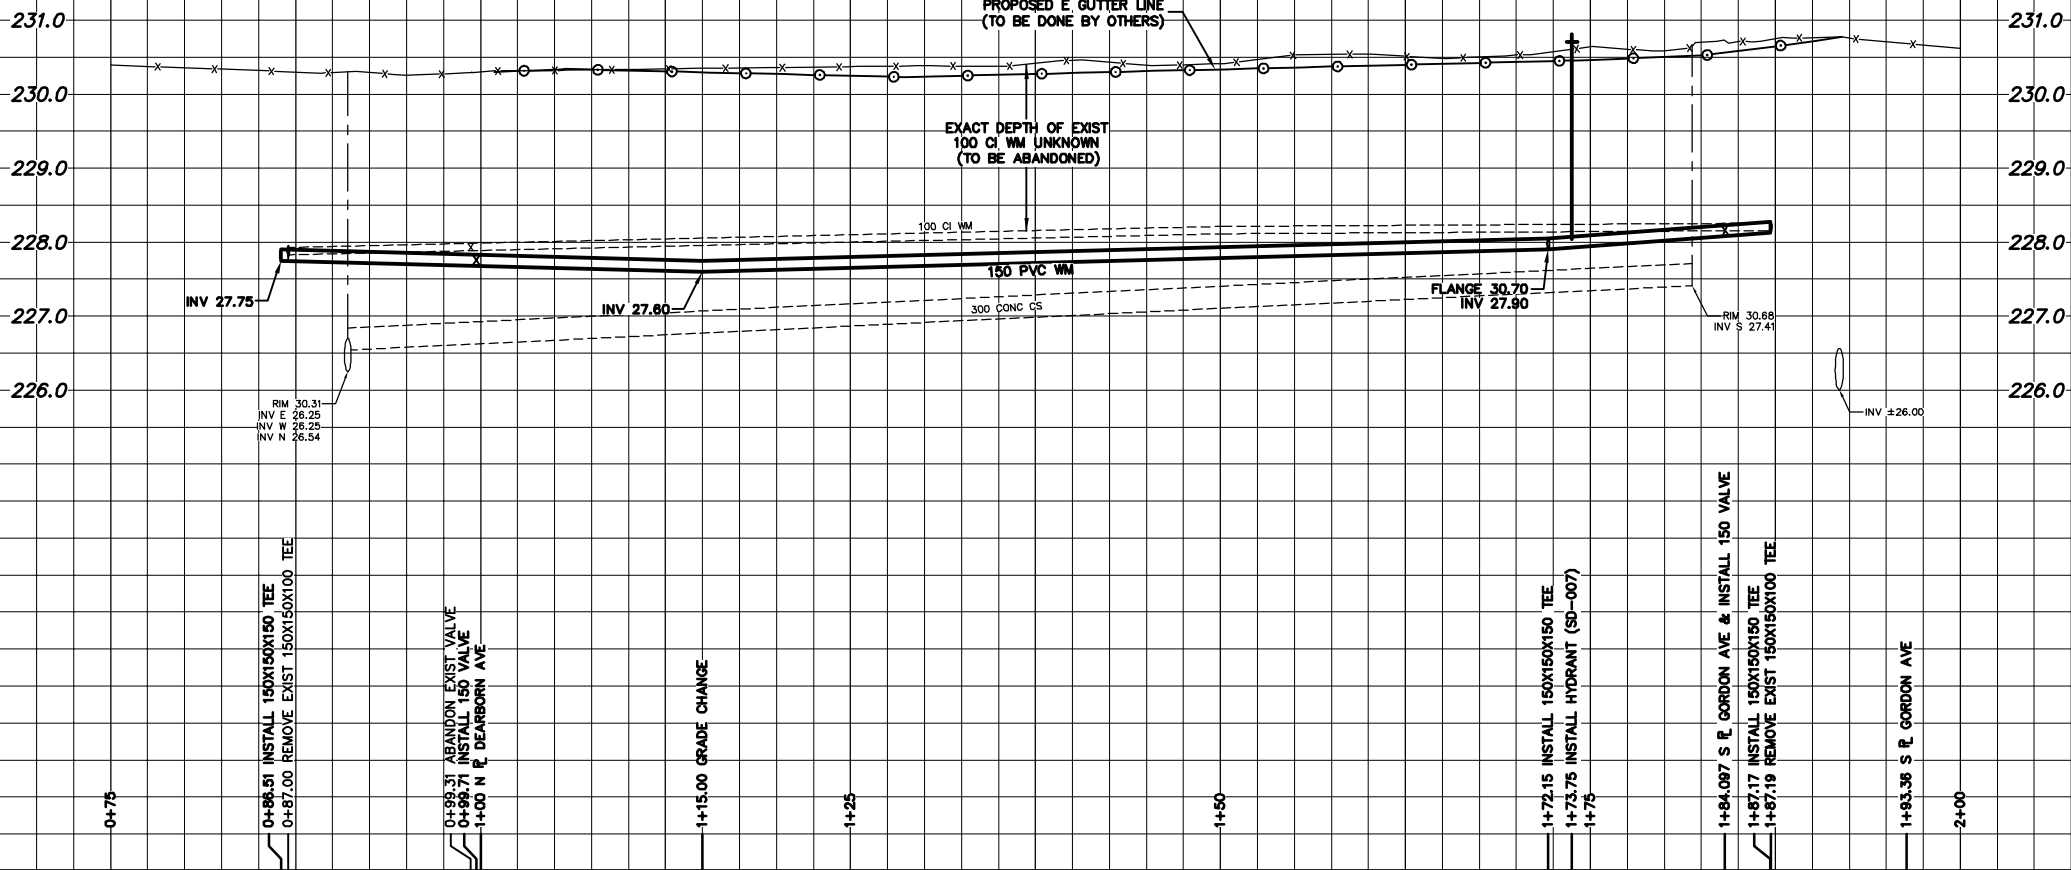 PROPOSED E GUTTER LINE
(TO BE DONE BY OTHERS)
231.0
231.0
230.0
230.0
EXACT DEPTH OF EXIST
100 CI WM UNKNOWN
(TO BE ABANDONED)
229.0
229.0
100 CI WM
228.0
228.0
150 PVC WM
INV 27.75
INV 27.60
300 CONC CS
FLANGE 30.70
INV 27.90
227.0
227.0
RIM 30.68
INV S 27.41
226.0
226.0
RIM 30.31
INV E 26.25
INV W 26.25
INV N 26.54
INV ±26.00
0+75
0+86.51 INSTALL 150X150X150 TEE
0+87.00 REMOVE EXIST 150X150X100 TEE
0+99.31 ABANDON EXIST VALVE
0+99.71 INSTALL 150 VALVE
1+00 N PL DEARBORN AVE
1+15.00 GRADE CHANGE
1+25
1+50
1+72.15 INSTALL 150X150X150 TEE
1+73.75 INSTALL HYDRANT (SD-007)
1+75
1+84.097 S PL GORDON AVE & INSTALL 150 VALVE
1+87.17 INSTALL 150X150X150 TEE
1+87.19 REMOVE EXIST 150X150X100 TEE
1+93.36 S PL GORDON AVE
2+00